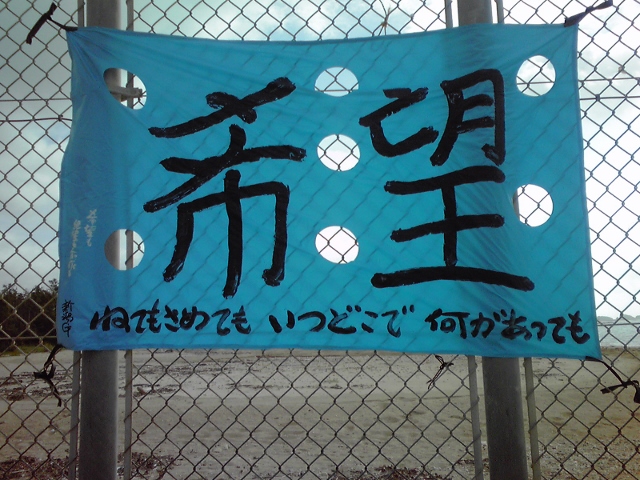 希望
ねてもさめても いつどこで 何があっても